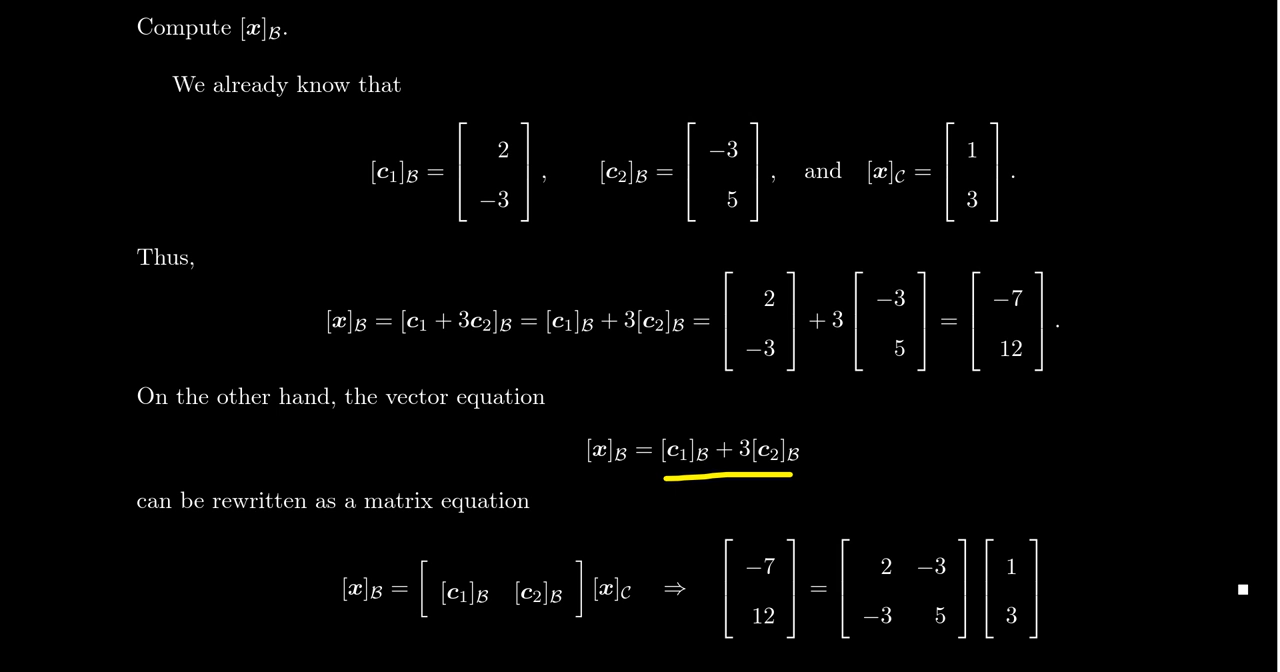 Compute [x]_B.
We already know that
[c_1]_B = [2; −3], [c_2]_B = [−3; 5], and [x]_C = [1; 3].
Thus,
[x]_B = [c_1 + 3c_2]_B = [c_1]_B + 3[c_2]_B = [2; −3] + 3[−3; 5] = [−7; 12].
On the other hand, the vector equation
[x]_B = [c_1]_B + 3[c_2]_B
can be rewritten as a matrix equation
[x]_B = [ [c_1]_B [c_2]_B ] [x]_C ⇒ [−7; 12] = [2 −3; −3 5] [1; 3] ■